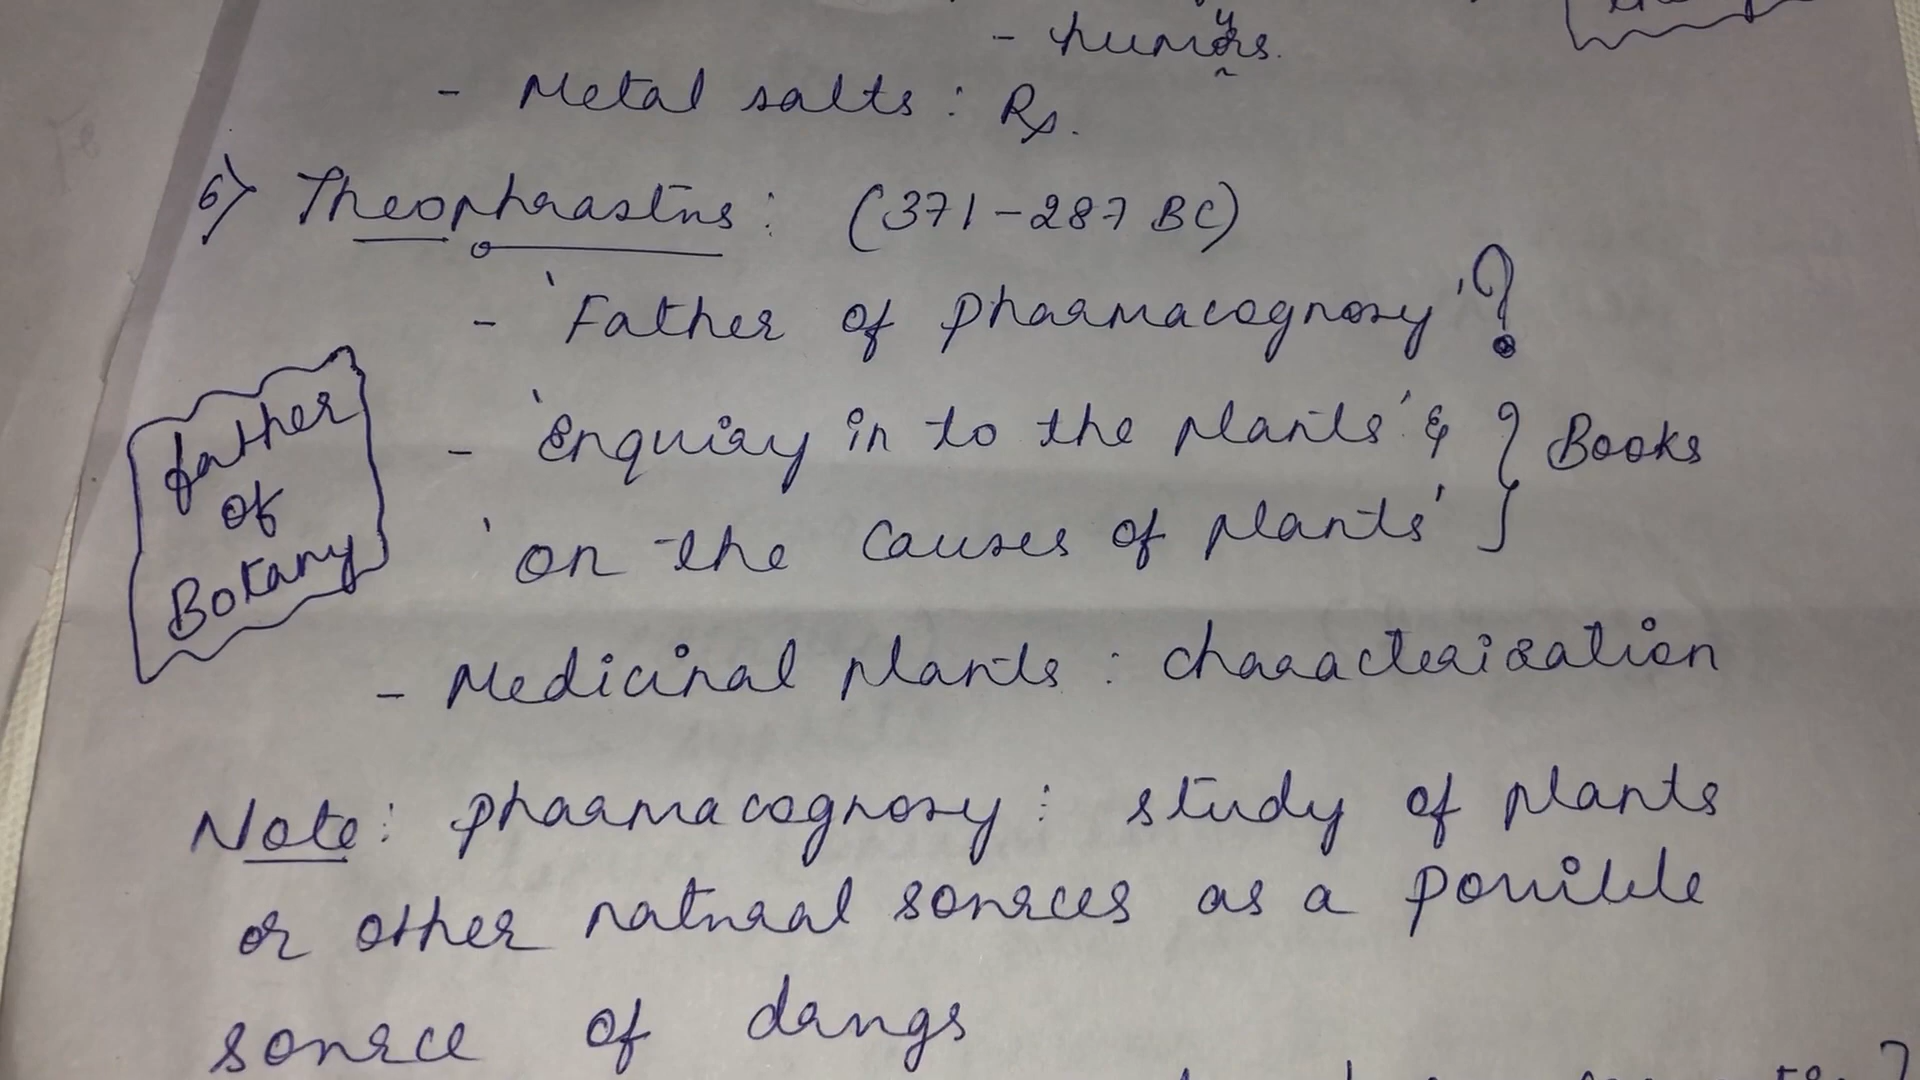 - humors.
- Metal salts : Rx.
6) Theophrastus : (371-287 BC)
- 'Father of pharmacognosy' ?
- 'Enquiry in to the plants' &
'on the causes of plants' } Books
father
of
Botany
- Medicinal plants : characterization
Note : pharmacognosy : study of plants
or other natural sources as a possible
source of drugs